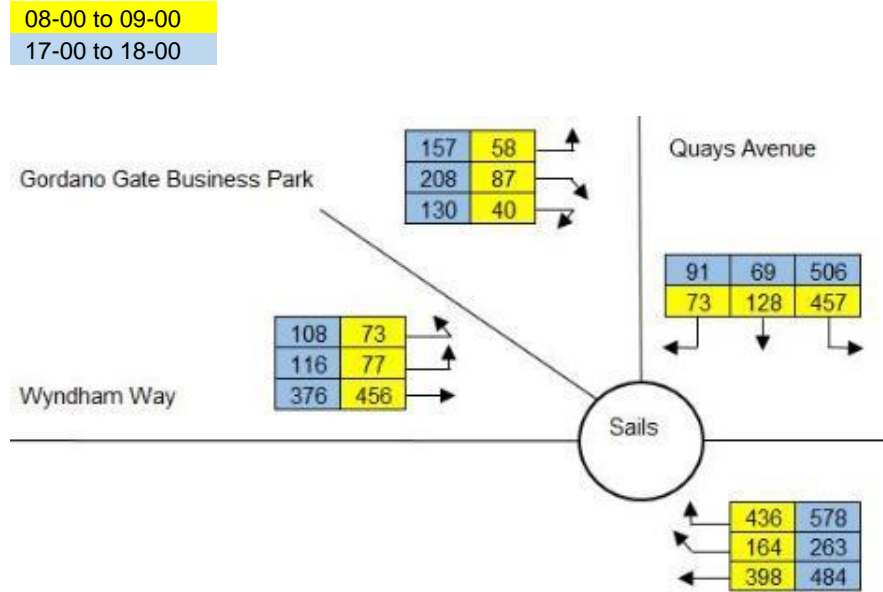 08-00 to 09-00
17-00 to 18-00
157 58
208 87
130 40
Quays Avenue
Gordano Gate Business Park
91 69 506
73 128 457
108 73
116 77
376 456
Wyndham Way
Sails
436 578
164 263
398 484